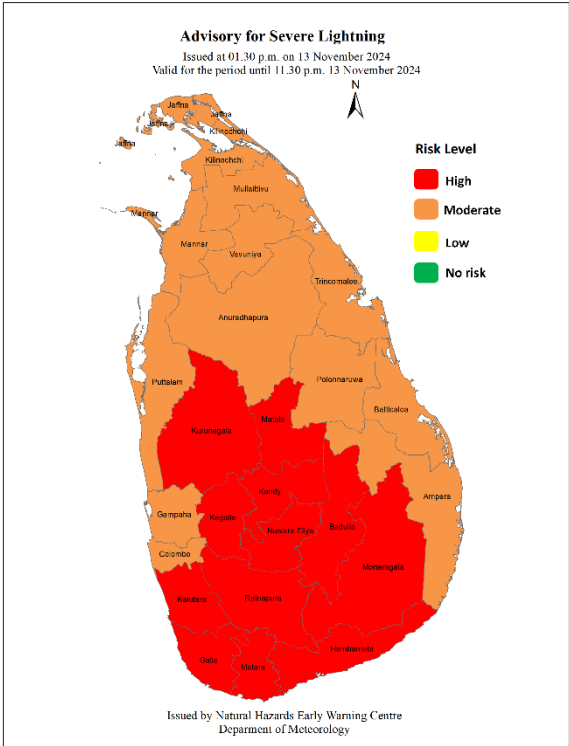 Advisory for Severe Lightning
Issued at 01.30 p.m. on 13 November 2024
Valid for the period until 11.30 p.m. 13 November 2024
N
Jaffna
Jaffna
Jaffna
Kilinochchi
Jaffna
Kilinochchi
Mullaitivu
Mannar
Mannar
Vavuniya
Trincomalee
Anuradhapura
Puttalam
Polonnaruwa
Batticaloa
Matale
Kurunegala
Kandy
Ampara
Gampaha
Kegalle
Nuwara Eliya
Badulla
Colombo
Moneragala
Kalutara
Ratnapura
Hambantota
Galle
Matara
Risk Level
High
Moderate
Low
No risk
Issued by Natural Hazards Early Warning Centre
Deparment of Meteorology